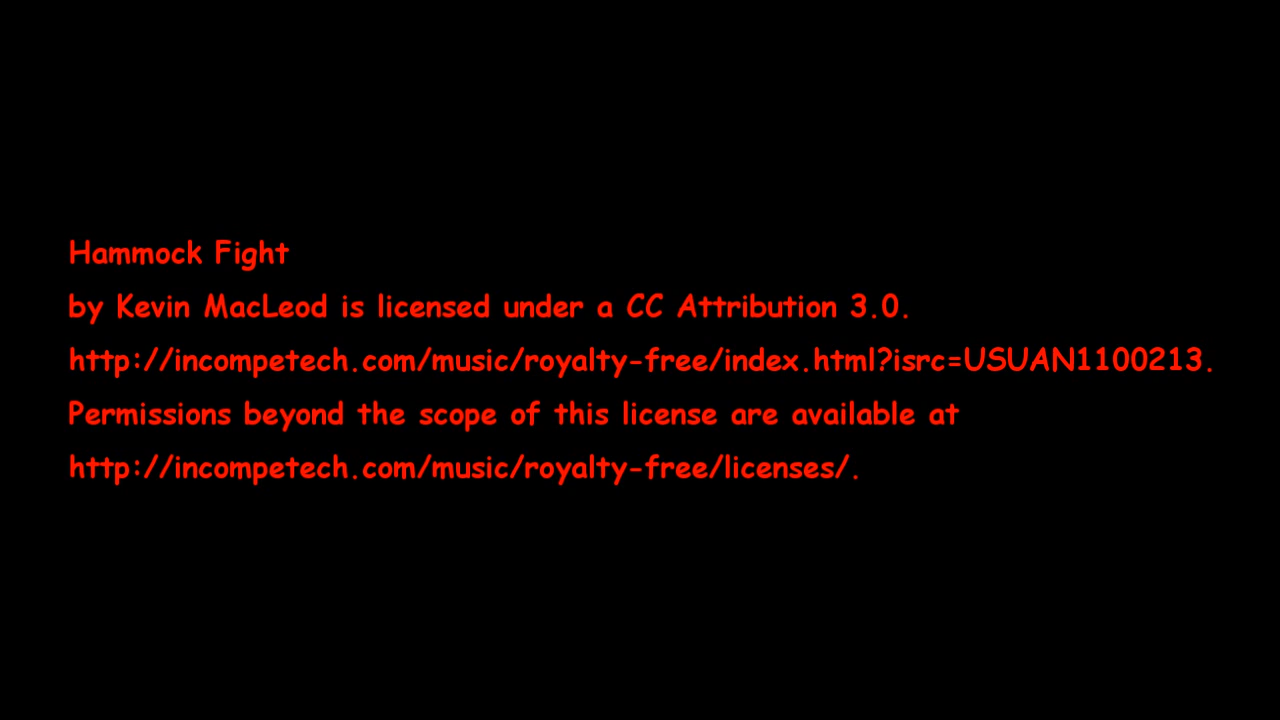 Hammock Fight
by Kevin MacLeod is licensed under a CC Attribution 3.0.
http://incompetech.com/music/royalty-free/index.html?isrc=USUAN1100213.
Permissions beyond the scope of this license are available at
http://incompetech.com/music/royalty-free/licenses/.